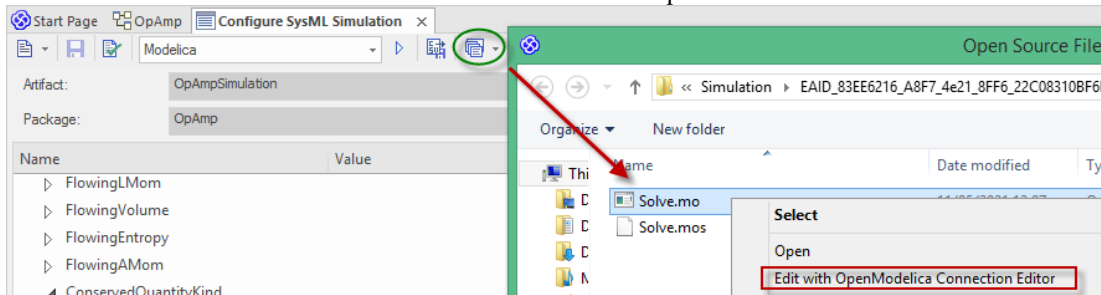 Start Page OpAmp Configure SysML Simulation ×
Modelica
Artifact: OpAmpSimulation
Package: OpAmp
Name Value
FlowingLMom
FlowingVolume
FlowingEntropy
FlowingAMom
ConservedQuantityKind
Open Source File
« Simulation EAID_83EE6216_A8F7_4e21_8FF6_22C08310BF6
Organize New folder
Name Date modified Ty
Thi
Solve.mo
Solve.mos
Select
Open
Edit with OpenModelica Connection Editor